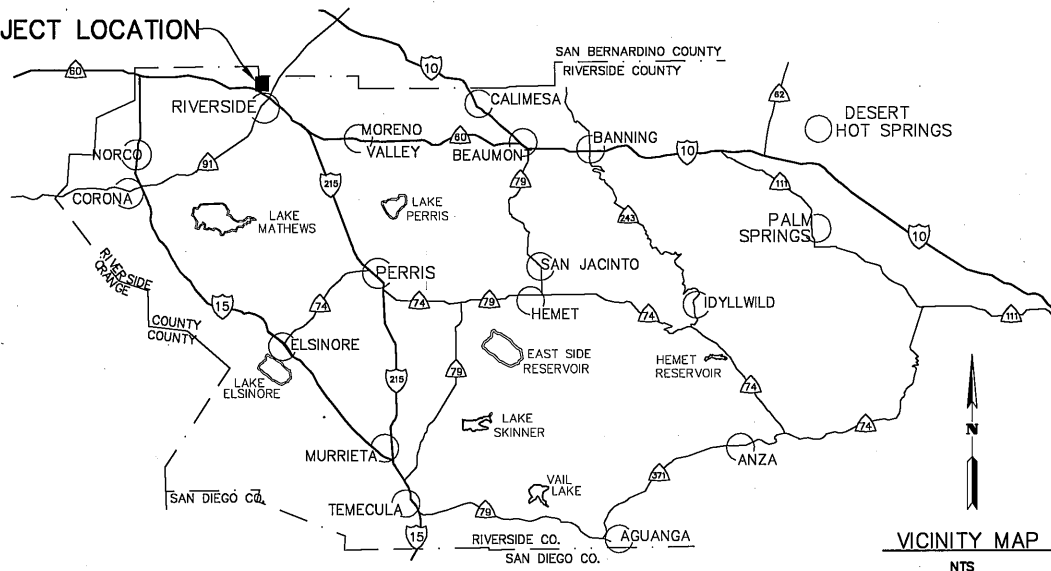 JECT LOCATION
SAN BERNARDINO COUNTY
RIVERSIDE COUNTY
60
10
62
RIVERSIDE
CALIMESA
DESERT
HOT SPRINGS
MORENO
VALLEY
60
BEAUMON
BANNING
10
NORCO
91
CORONA
215
79
111
LAKE
MATHEWS
LAKE
PERRIS
243
PALM
SPRINGS
10
RIVERSIDE
ORANGE
COUNTY
COUNTY
15
PERRIS
SAN JACINTO
74
74
79
HEMET
74
IDYLLWILD
111
ELSINORE
LAKE
ELSINORE
215
79
EAST SIDE
RESERVOIR
HEMET
RESERVOIR
74
74
LAKE
SKINNER
N
MURRIETA
ANZA
371
SAN DIEGO CO.
VAIL
LAKE
TEMECULA
79
15
RIVERSIDE CO.
SAN DIEGO CO.
AGUANGA
VICINITY MAP
NTS